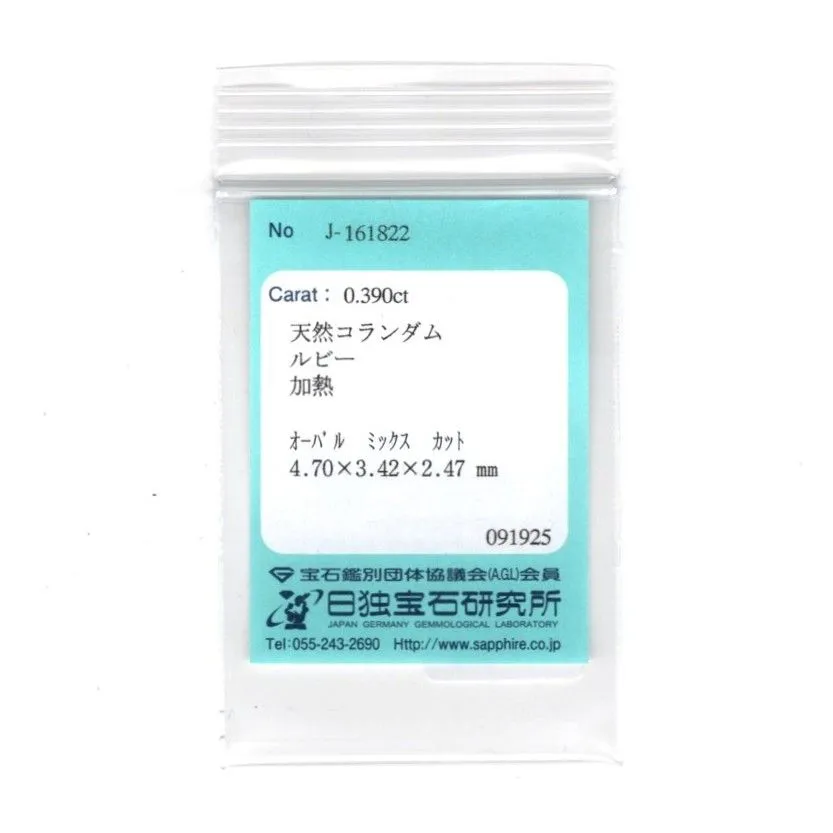 No J-161822
Carat： 0.390ct
天然コランダム
ルビー
加熱
ｵｰﾊﾞﾙ ﾐｯｸｽ ｶｯﾄ
4.70×3.42×2.47 mm
091925
宝石鑑別団体協議会(A.G.L)会員
日独宝石研究所
JAPAN GERMANY GEMMOLOGICAL LABORATORY
Tel:055-243-2690 Http://www.sapphire.co.jp